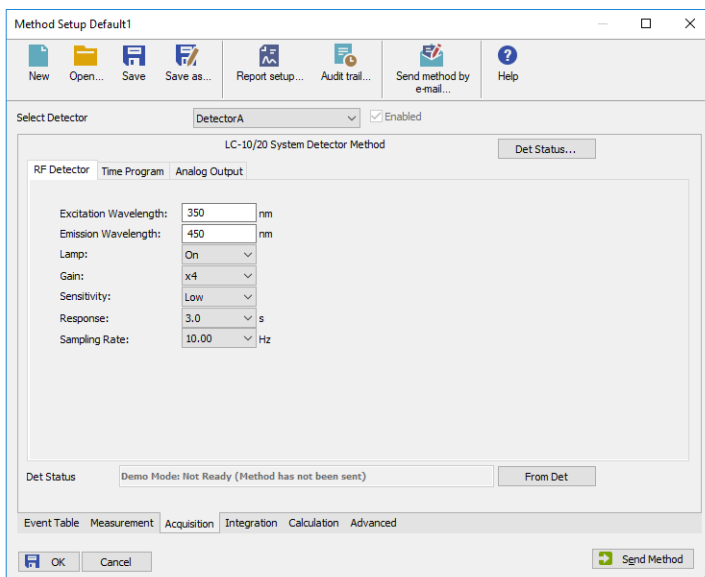 Method Setup Default1
New Open... Save Save as... Report setup... Audit trail... Send method by e-mail... Help
Select Detector DetectorA Enabled
LC-10/20 System Detector Method Det Status...
RF Detector Time Program Analog Output
Excitation Wavelength: 350 nm
Emission Wavelength: 450 nm
Lamp: On
Gain: x4
Sensitivity: Low
Response: 3.0 s
Sampling Rate: 10.00 Hz
Det Status Demo Mode: Not Ready (Method has not been sent) From Det
Event Table Measurement Acquisition Integration Calculation Advanced
OK Cancel Send Method